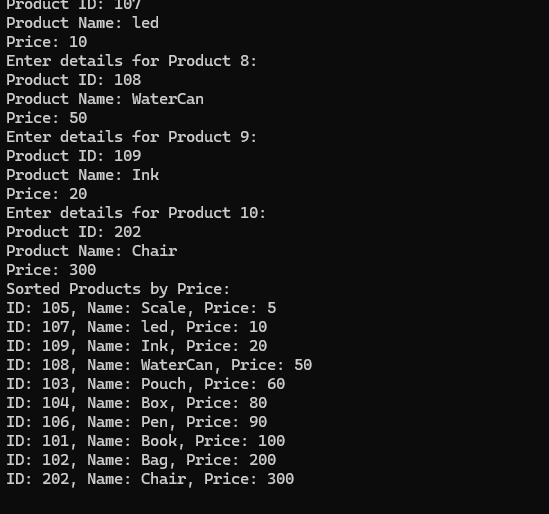 Product ID: 107
Product Name: led
Price: 10
Enter details for Product 8:
Product ID: 108
Product Name: WaterCan
Price: 50
Enter details for Product 9:
Product ID: 109
Product Name: Ink
Price: 20
Enter details for Product 10:
Product ID: 202
Product Name: Chair
Price: 300
Sorted Products by Price:
ID: 105, Name: Scale, Price: 5
ID: 107, Name: led, Price: 10
ID: 109, Name: Ink, Price: 20
ID: 108, Name: WaterCan, Price: 50
ID: 103, Name: Pouch, Price: 60
ID: 104, Name: Box, Price: 80
ID: 106, Name: Pen, Price: 90
ID: 101, Name: Book, Price: 100
ID: 102, Name: Bag, Price: 200
ID: 202, Name: Chair, Price: 300